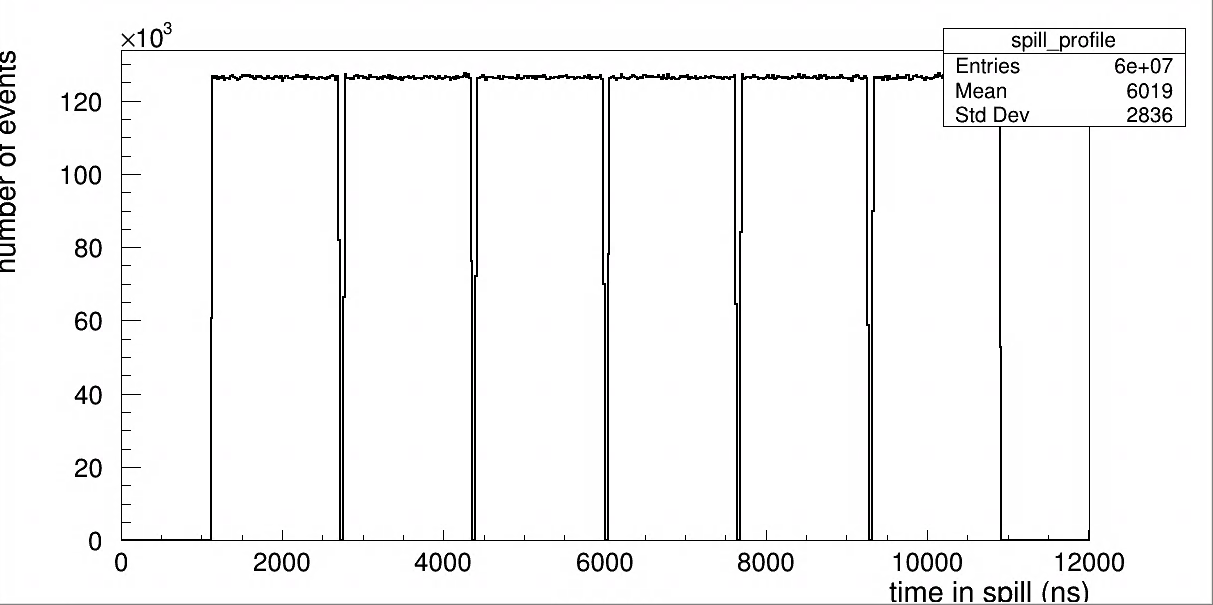 ×10³
spill_profile
Entries 6e+07
Mean 6019
Std Dev 2836
number of events
120
100
80
60
40
20
0
0 2000 4000 6000 8000 10000 12000
time in spill (ns)